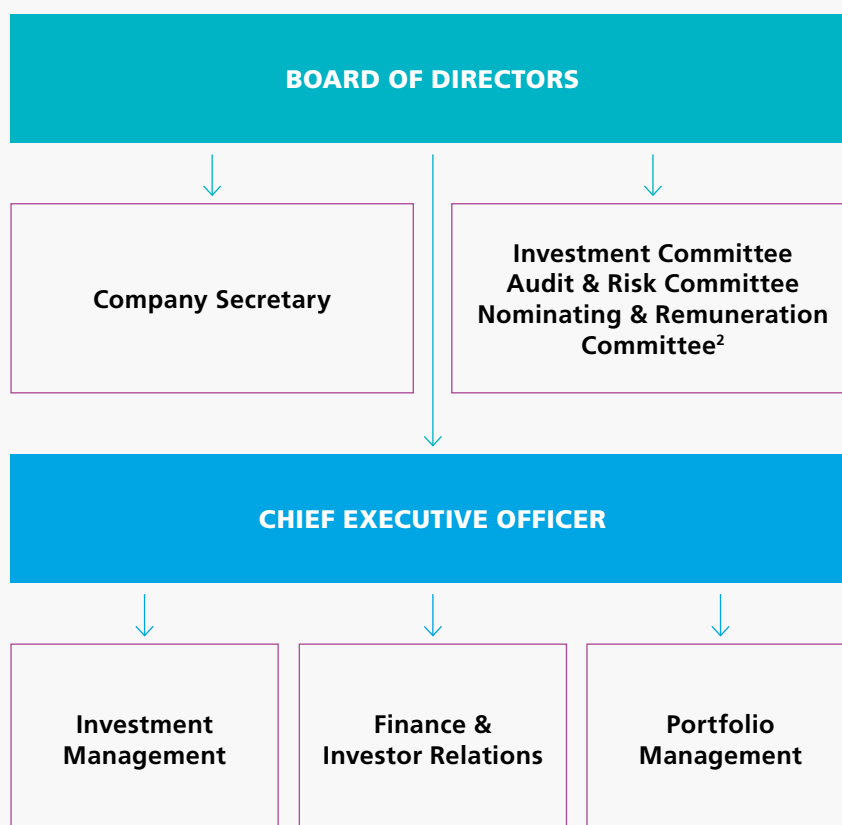 BOARD OF DIRECTORS
Company Secretary
Investment Committee
Audit & Risk Committee
Nominating & Remuneration
Committee²
CHIEF EXECUTIVE OFFICER
Investment
Management
Finance &
Investor Relations
Portfolio
Management